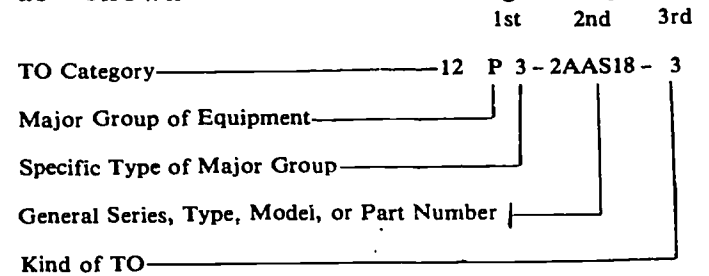 1st 2nd 3rd
TO Category 12 P 3 - 2AAS18 - 3
Major Group of Equipment
Specific Type of Major Group
General Series, Type, Model, or Part Number
Kind of TO